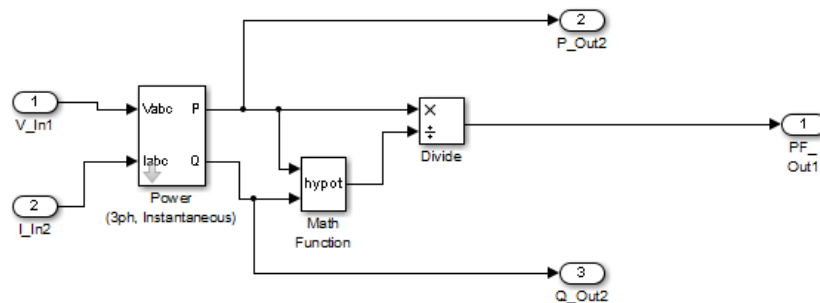 2
P_Out2
1
V_In1
Vabc P
Iabc Q
Power
(3ph, Instantaneous)
2
I_In2
hypot
Math
Function
×
÷
Divide
1
PF_
Out1
3
Q_Out2